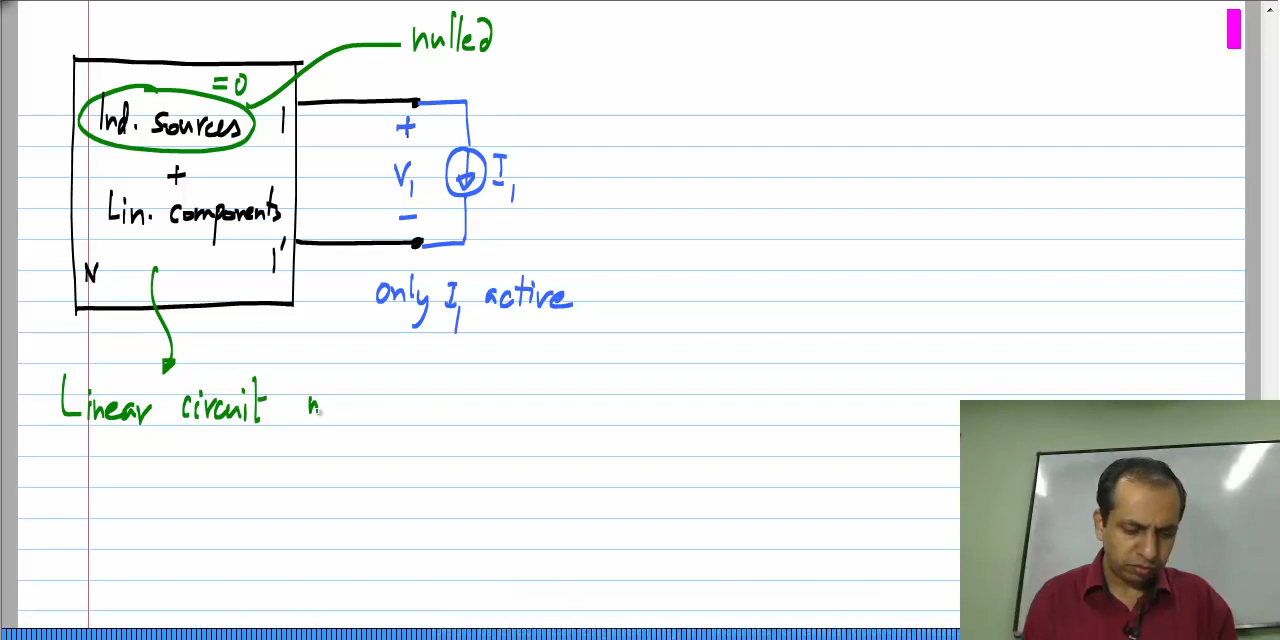 nulled
= 0
Ind. sources 1
+
+
V₁ I₁
Lin. components
−
1'
N
only I₁ active
Linear circuit